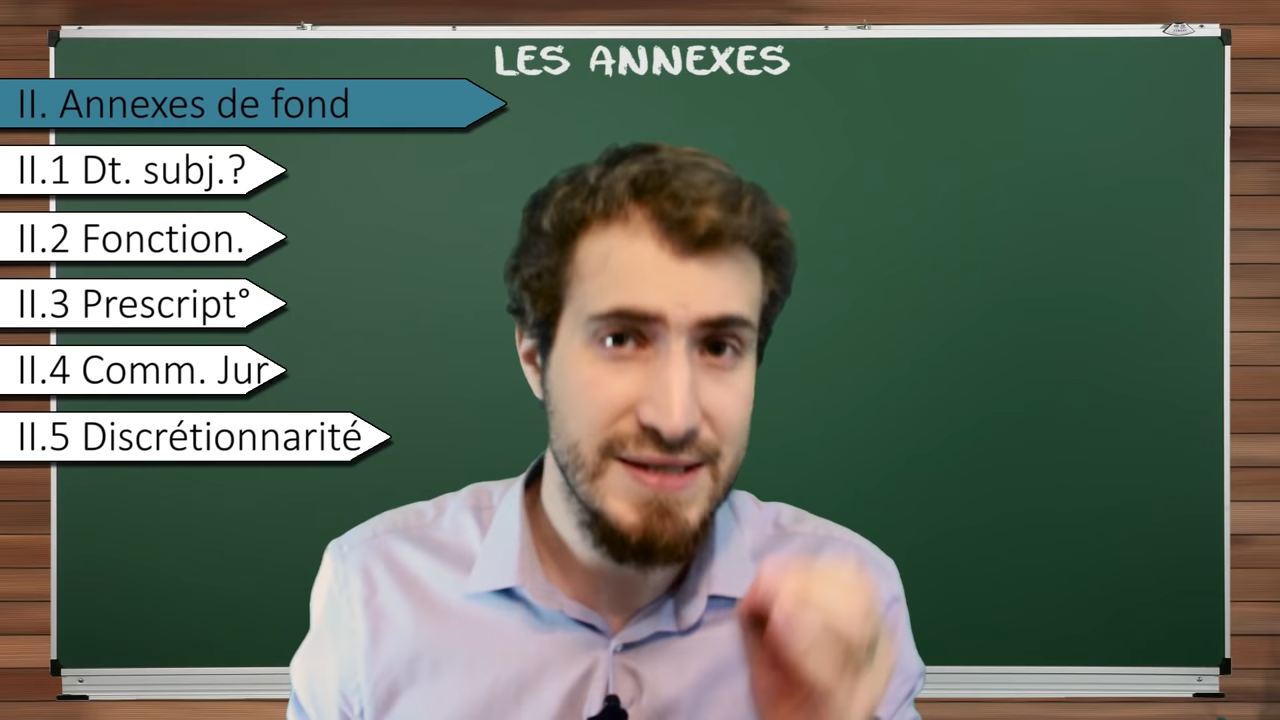 LES ANNEXES
II. Annexes de fond
II.1 Dt. subj.?
II.2 Fonction.
II.3 Prescript°
II.4 Comm. Jur
II.5 Discrétionnarité